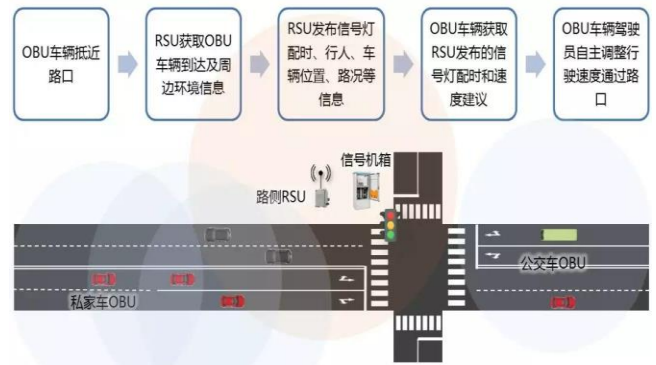 OBU车辆抵近
路口
RSU获取OBU
车辆到达及周
边环境信息
RSU发布信号灯
配时、行人、车
辆位置、路况等
信息
OBU车辆获取
RSU发布的信
号灯配时和速
度建议
OBU车辆驾驶
员自主调整行
驶速度通过路
口
信号机箱
路侧RSU
公交车OBU
私家车OBU